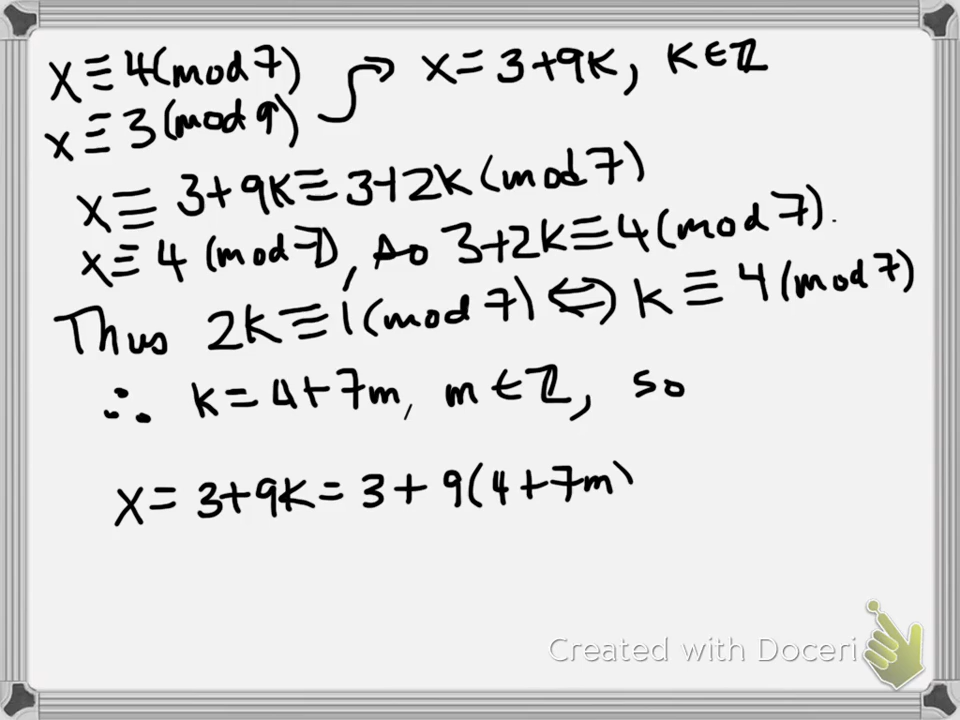 x ≡ 4 (mod 7) → x = 3+9k, k ∈ ℤ
x ≡ 3 (mod 9)
x ≡ 3+9k ≡ 3+2k (mod 7)
x ≡ 4 (mod 7), so 3+2k ≡ 4 (mod 7).
Thus 2k ≡ 1 (mod 7) ⇔ k ≡ 4 (mod 7)
∴ k = 4+7m, m ∈ ℤ, so
x = 3+9k = 3 + 9(4+7m)
Created with Doceri